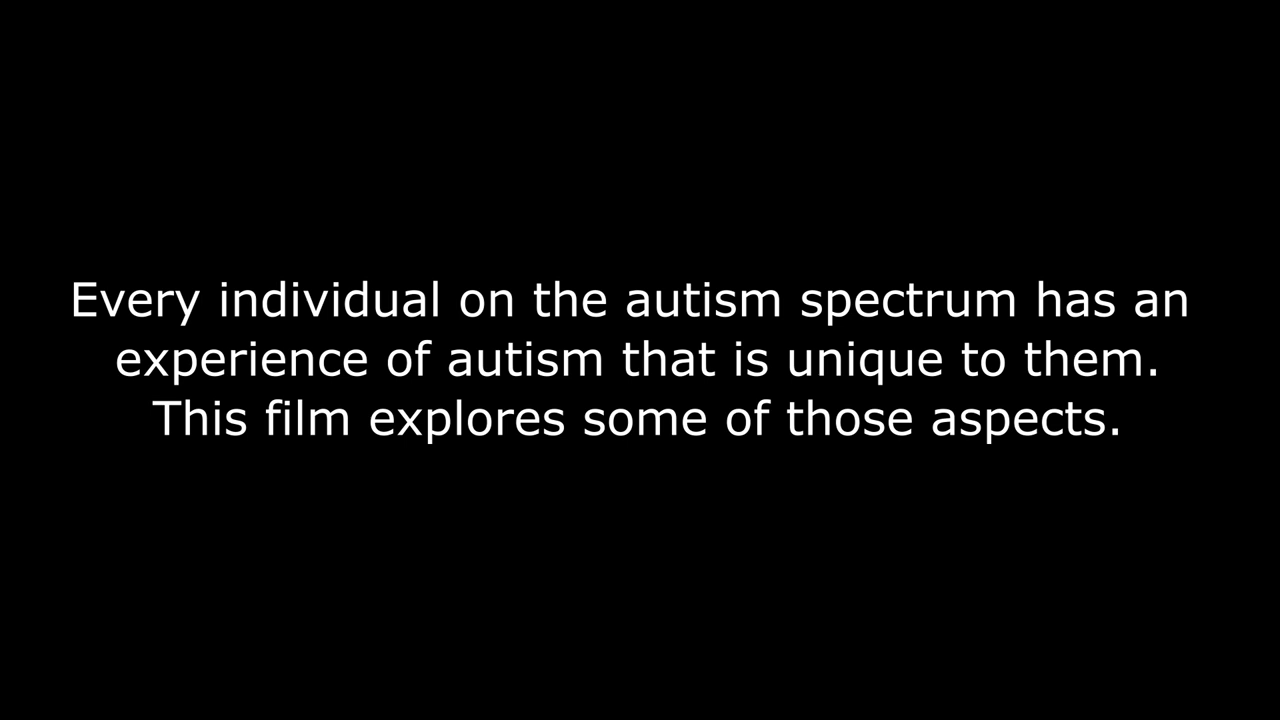 Every individual on the autism spectrum has an
experience of autism that is unique to them.
This film explores some of those aspects.